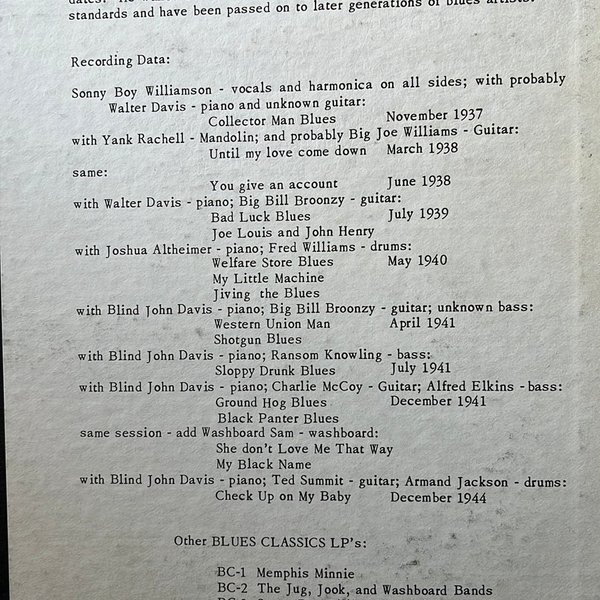 standards and have been passed on to later generations of blues artists.
Recording Data:
Sonny Boy Williamson - vocals and harmonica on all sides; with probably
Walter Davis - piano and unknown guitar:
Collector Man Blues November 1937
with Yank Rachell - Mandolin; and probably Big Joe Williams - Guitar:
Until my love come down March 1938
same:
You give an account June 1938
with Walter Davis - piano; Big Bill Broonzy - guitar:
Bad Luck Blues July 1939
Joe Louis and John Henry
with Joshua Altheimer - piano; Fred Williams - drums:
Welfare Store Blues May 1940
My Little Machine
Jiving the Blues
with Blind John Davis - piano; Big Bill Broonzy - guitar; unknown bass:
Western Union Man April 1941
Shotgun Blues
with Blind John Davis - piano; Ransom Knowling - bass:
Sloppy Drunk Blues July 1941
with Blind John Davis - piano; Charlie McCoy - Guitar; Alfred Elkins - bass:
Ground Hog Blues December 1941
Black Panter Blues
same session - add Washboard Sam - washboard:
She don't Love Me That Way
My Black Name
with Blind John Davis - piano; Ted Summit - guitar; Armand Jackson - drums:
Check Up on My Baby December 1944
Other BLUES CLASSICS LP's:
BC-1 Memphis Minnie
BC-2 The Jug, Jook, and Washboard Bands